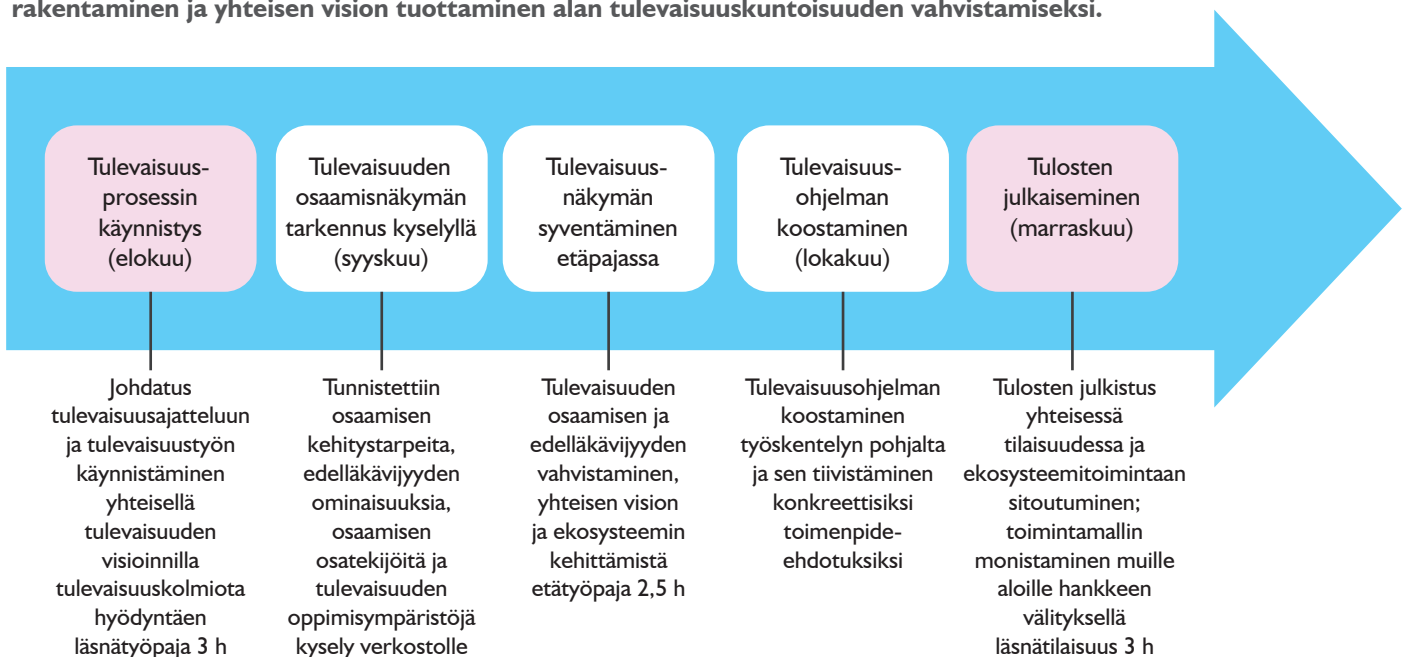 rakentaminen ja yhteisen vision tuottaminen alan tulevaisuuskuntoisuuden vahvistamiseksi.
Tulevaisuus-
prosessin
käynnistys
(elokuu)
Tulevaisuuden
osaamisnäkymän
tarkennus kyselyllä
(syyskuu)
Tulevaisuus-
näkymän
syventäminen
etäpajassa
Tulevaisuus-
ohjelman
koostaminen
(lokakuu)
Tulosten
julkaiseminen
(marraskuu)
Johdatus
tulevaisuusajatteluun
ja tulevaisuustyön
käynnistäminen
yhteisellä
tulevaisuuden
visioinnilla
tulevaisuuskolmiota
hyödyntäen
läsnätyöpaja 3 h
Tunnistettiin
osaamisen
kehitystarpeita,
edelläkävijyyden
ominaisuuksia,
osaamisen
osatekijöitä ja
tulevaisuuden
oppimisympäristöjä
kysely verkostolle
Tulevaisuuden
osaamisen ja
edelläkävijyyden
vahvistaminen,
yhteisen vision
ja ekosysteemin
kehittämistä
etätyöpaja 2,5 h
Tulevaisuusohjelman
koostaminen
työskentelyn pohjalta
ja sen tiivistäminen
konkreettisiksi
toimenpide-
ehdotuksiksi
Tulosten julkistus
yhteisessä
tilaisuudessa ja
ekosysteemitoimintaan
sitoutuminen;
toimintamallin
monistaminen muille
aloille hankkeen
välityksellä
läsnätilaisuus 3 h